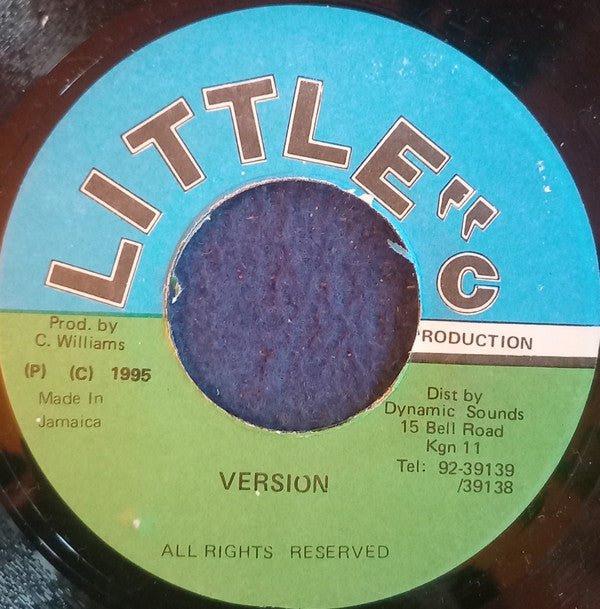 LITTLE "C
PRODUCTION
Prod. by
C. Williams
(P) (C) 1995
Made In
Jamaica
Dist by
Dynamic Sounds
15 Bell Road
Kgn 11
Tel: 92-39139
/39138
VERSION
ALL RIGHTS RESERVED